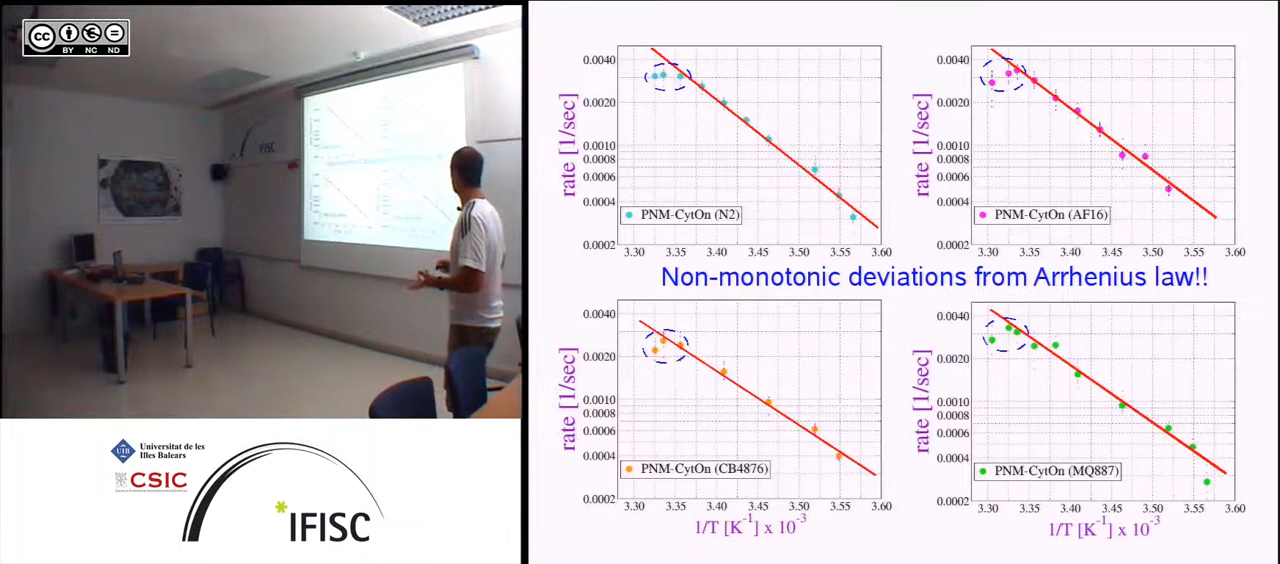 cc
BY NC ND
IFISC
Universitat de les
Illes Balears
UIB
CSIC
*IFISC
0.0040
0.0020
0.0010
0.0008
0.0006
0.0004
0.0002
rate [1/sec]
PNM-CytOn (N2)
3.30 3.35 3.40 3.45 3.50 3.55 3.60
0.0040
0.0020
0.0010
0.0008
0.0006
0.0004
0.0002
rate [1/sec]
PNM-CytOn (AF16)
3.30 3.35 3.40 3.45 3.50 3.55 3.60
Non-monotonic deviations from Arrhenius law!!
0.0040
0.0020
0.0010
0.0008
0.0006
0.0004
0.0002
rate [1/sec]
PNM-CytOn (CB4876)
3.30 3.35 3.40 3.45 3.50 3.55 3.60
1/T [K⁻¹] x 10⁻³
0.0040
0.0020
0.0010
0.0008
0.0006
0.0004
0.0002
rate [1/sec]
PNM-CytOn (MQ887)
3.30 3.35 3.40 3.45 3.50 3.55 3.60
1/T [K⁻¹] x 10⁻³